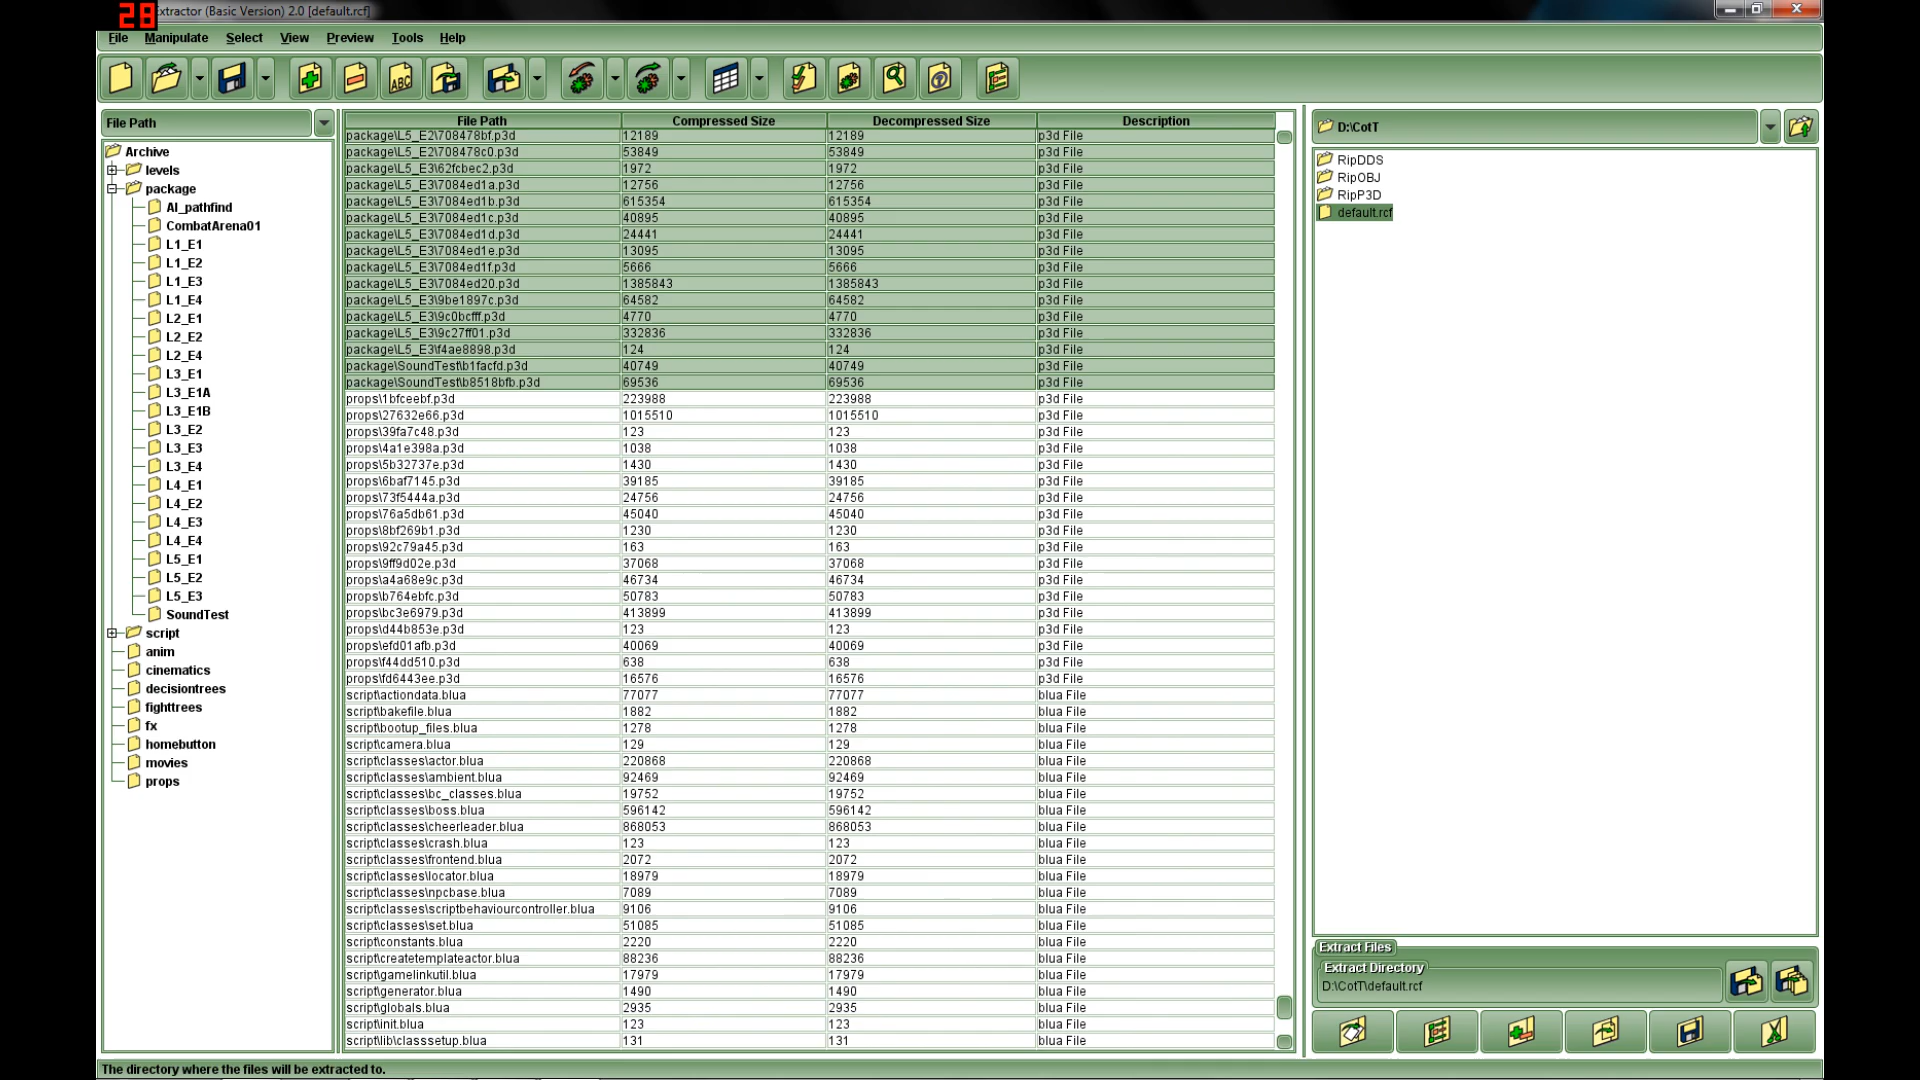 28
Extractor (Basic Version) 2.0 [default.rcf]
File Manipulate Select View Preview Tools Help
File Path
Archive
levels
package
AI_pathfind
CombatArena01
L1_E1
L1_E2
L1_E3
L1_E4
L2_E1
L2_E2
L2_E4
L3_E1
L3_E1A
L3_E1B
L3_E2
L3_E3
L3_E4
L4_E1
L4_E2
L4_E3
L4_E4
L5_E1
L5_E2
L5_E3
SoundTest
script
anim
cinematics
decisiontrees
fighttrees
fx
homebutton
movies
props
File Path Compressed Size Decompressed Size Description
package\L5_E2\708478bf.p3d 12189 12189 p3d File
package\L5_E2\708478c0.p3d 53849 53849 p3d File
package\L5_E3\62fcbec2.p3d 1972 1972 p3d File
package\L5_E3\7084ed1a.p3d 12756 12756 p3d File
package\L5_E3\7084ed1b.p3d 615354 615354 p3d File
package\L5_E3\7084ed1c.p3d 40895 40895 p3d File
package\L5_E3\7084ed1d.p3d 24441 24441 p3d File
package\L5_E3\7084ed1e.p3d 13095 13095 p3d File
package\L5_E3\7084ed1f.p3d 5666 5666 p3d File
package\L5_E3\7084ed20.p3d 1385843 1385843 p3d File
package\L5_E3\9be1897c.p3d 64582 64582 p3d File
package\L5_E3\9c0bcfff.p3d 4770 4770 p3d File
package\L5_E3\9c27ff01.p3d 332836 332836 p3d File
package\L5_E3\f4ae8898.p3d 124 124 p3d File
package\SoundTest\b1facfd.p3d 40749 40749 p3d File
package\SoundTest\b8518bfb.p3d 69536 69536 p3d File
props\1bfceebf.p3d 223988 223988 p3d File
props\27632e66.p3d 1015510 1015510 p3d File
props\39fa7c48.p3d 123 123 p3d File
props\4a1e398a.p3d 1038 1038 p3d File
props\5b32737e.p3d 1430 1430 p3d File
props\6baf7145.p3d 39185 39185 p3d File
props\73f5444a.p3d 24756 24756 p3d File
props\76a5db61.p3d 45040 45040 p3d File
props\8bf269b1.p3d 1230 1230 p3d File
props\92c79a45.p3d 163 163 p3d File
props\9ff9d02e.p3d 37068 37068 p3d File
props\a4a68e9c.p3d 46734 46734 p3d File
props\b764ebfc.p3d 50783 50783 p3d File
props\bc3e6979.p3d 413899 413899 p3d File
props\d44b853e.p3d 123 123 p3d File
props\efd01afb.p3d 40069 40069 p3d File
props\f44dd510.p3d 638 638 p3d File
props\fd6443ee.p3d 16576 16576 p3d File
script\actiondata.blua 77077 77077 blua File
script\bakefile.blua 1882 1882 blua File
script\bootup_files.blua 1278 1278 blua File
script\camera.blua 129 129 blua File
script\classes\actor.blua 220868 220868 blua File
script\classes\ambient.blua 92469 92469 blua File
script\classes\bc_classes.blua 19752 19752 blua File
script\classes\boss.blua 596142 596142 blua File
script\classes\cheerleader.blua 868053 868053 blua File
script\classes\crash.blua 123 123 blua File
script\classes\frontend.blua 2072 2072 blua File
script\classes\locator.blua 18979 18979 blua File
script\classes\npcbase.blua 7089 7089 blua File
script\classes\scriptbehaviourcontroller.blua 9106 9106 blua File
script\classes\set.blua 51085 51085 blua File
script\constants.blua 2220 2220 blua File
script\createtemplateactor.blua 88236 88236 blua File
script\gamelinkutil.blua 17979 17979 blua File
script\generator.blua 1490 1490 blua File
script\globals.blua 2935 2935 blua File
script\init.blua 123 123 blua File
script\lib\classsetup.blua 131 131 blua File
D:\CotT
RipDDS
RipOBJ
RipP3D
default.rcf
Extract Files
Extract Directory
D:\CotT\default.rcf
The directory where the files will be extracted to.